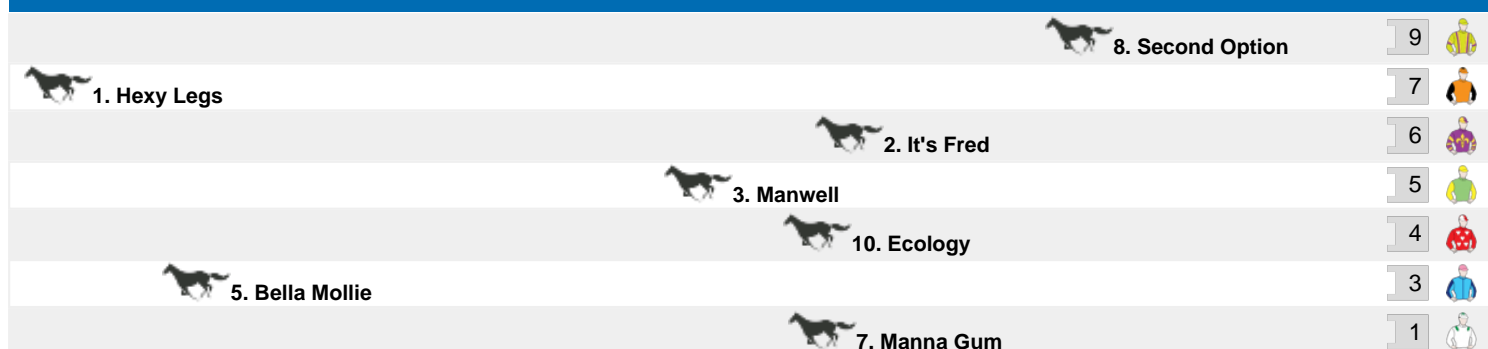 8. Second Option 9
1. Hexy Legs 7
2. It's Fred 6
3. Manwell 5
10. Ecology 4
5. Bella Mollie 3
7. Manna Gum 1